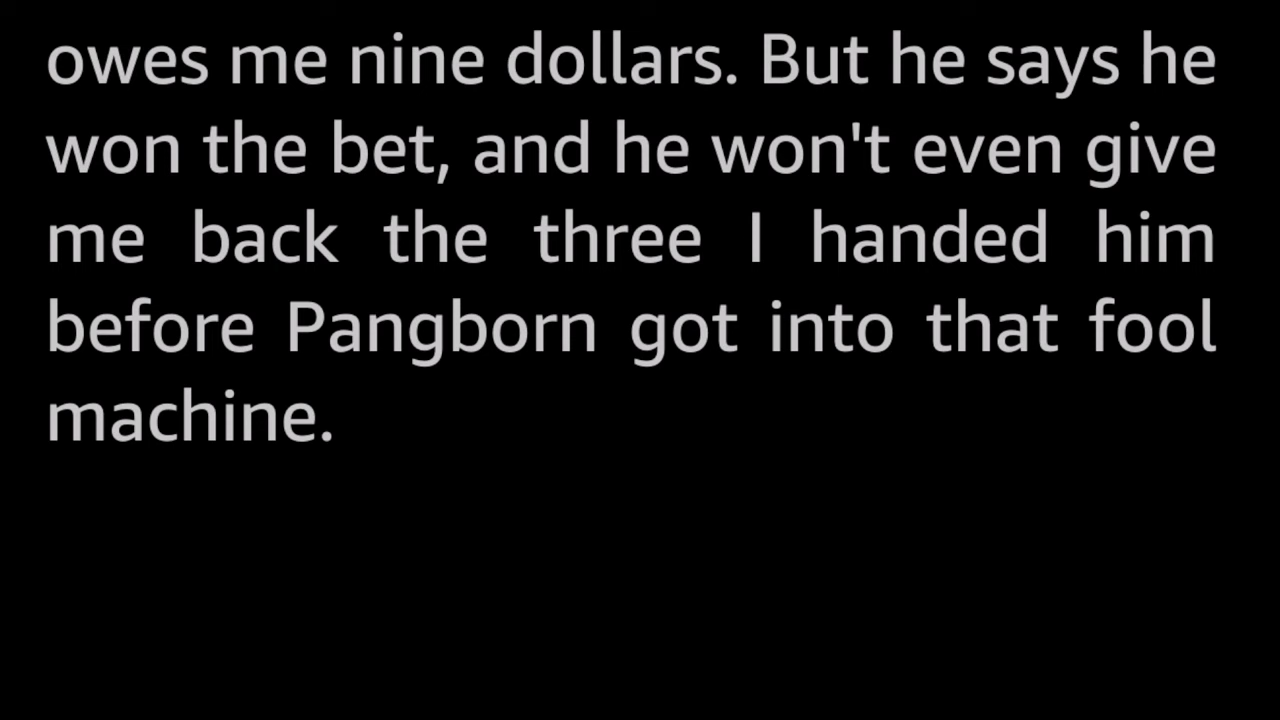 owes me nine dollars. But he says he
won the bet, and he won't even give
me back the three I handed him
before Pangborn got into that fool
machine.